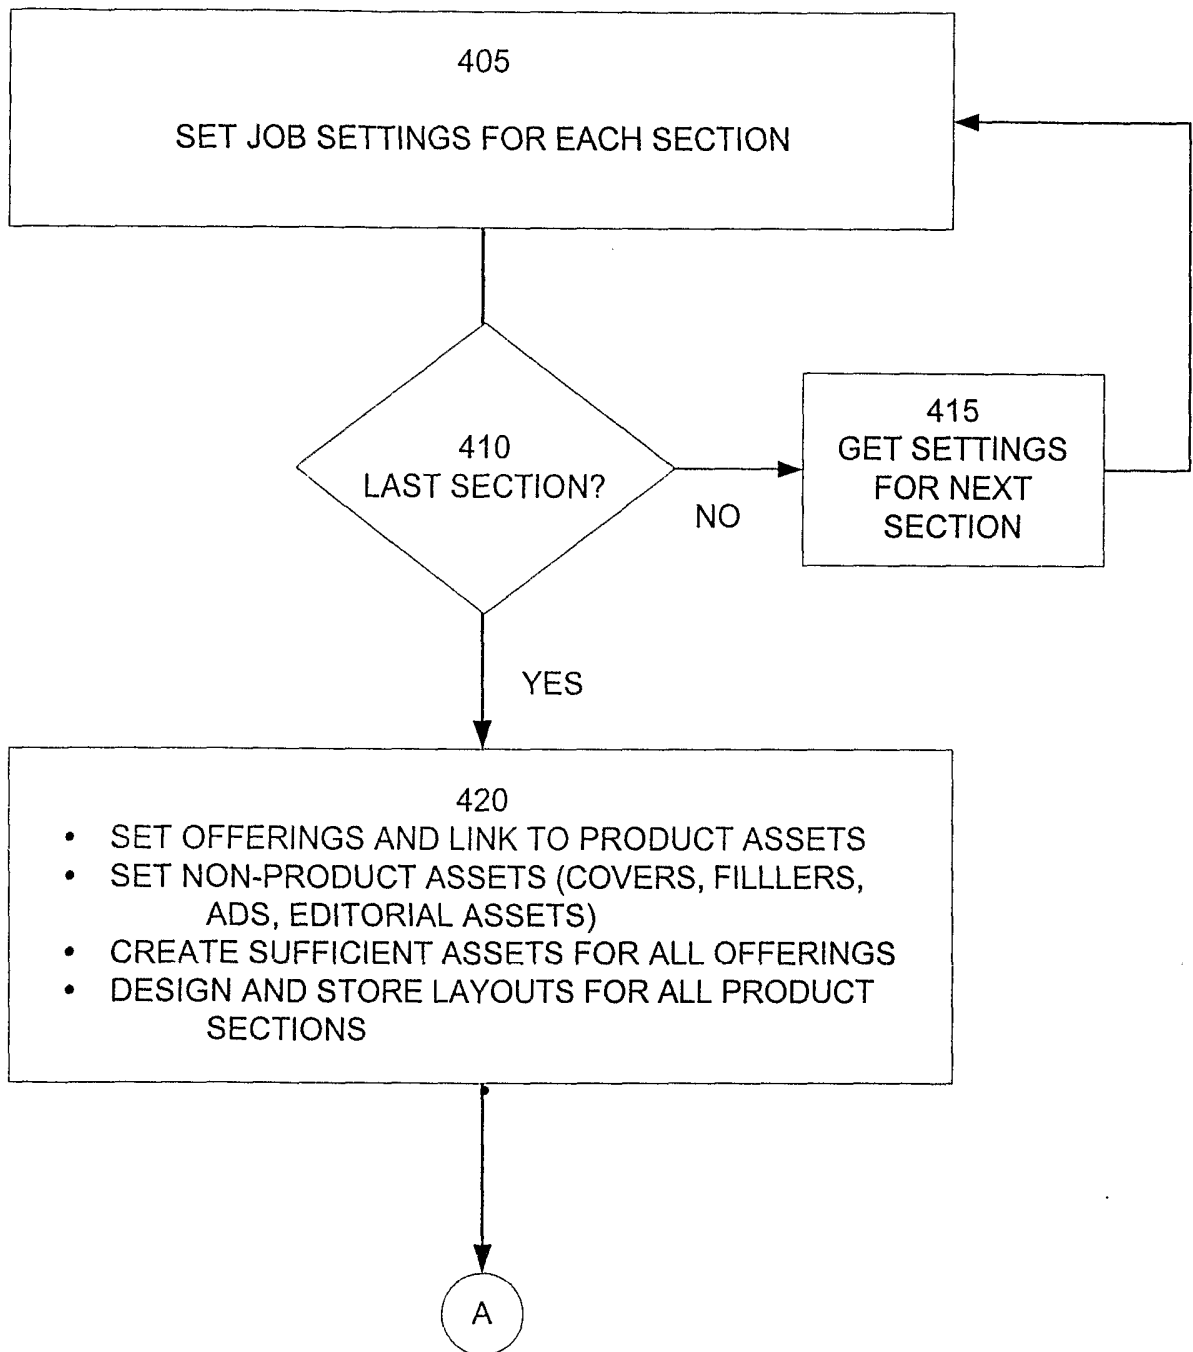 405
SET JOB SETTINGS FOR EACH SECTION
410
LAST SECTION?
NO
415
GET SETTINGS
FOR NEXT
SECTION
YES
420
• SET OFFERINGS AND LINK TO PRODUCT ASSETS
• SET NON-PRODUCT ASSETS (COVERS, FILLLERS,
ADS, EDITORIAL ASSETS)
• CREATE SUFFICIENT ASSETS FOR ALL OFFERINGS
• DESIGN AND STORE LAYOUTS FOR ALL PRODUCT
SECTIONS
A